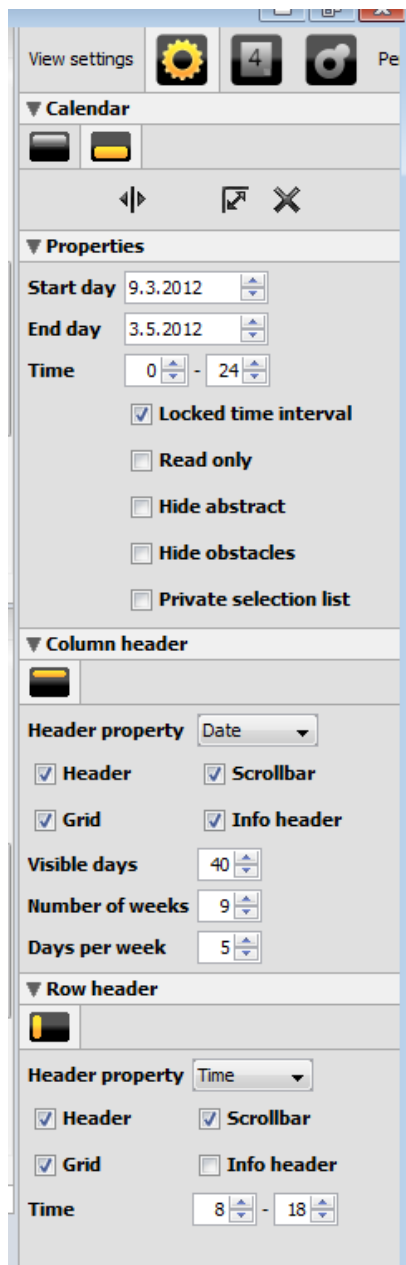 View settings 4 Pe
Calendar
Properties
Start day 9.3.2012
End day 3.5.2012
Time 0 - 24
Locked time interval
Read only
Hide abstract
Hide obstacles
Private selection list
Column header
Header property Date
Header Scrollbar
Grid Info header
Visible days 40
Number of weeks 9
Days per week 5
Row header
Header property Time
Header Scrollbar
Grid Info header
Time 8 - 18